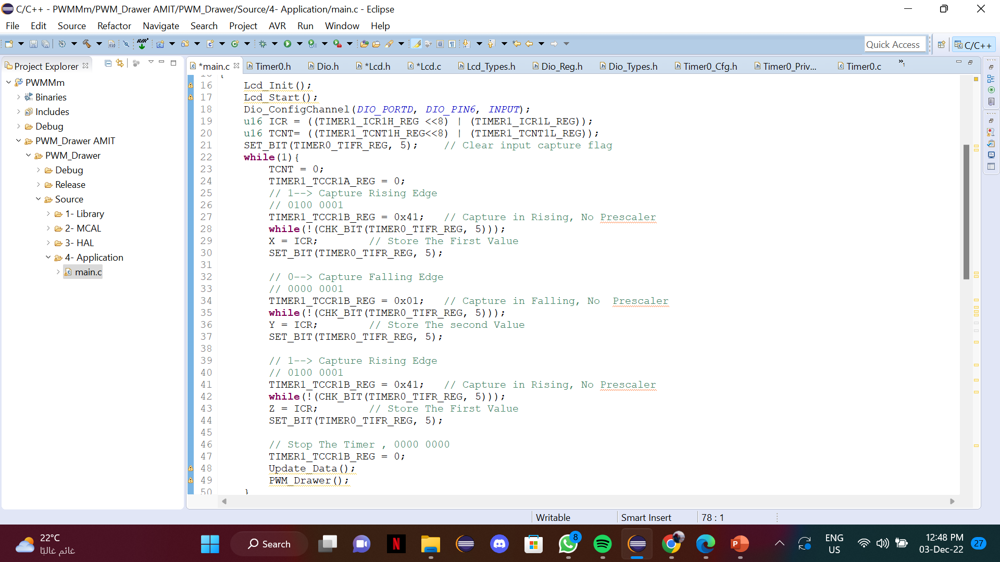 C/C++ - PWMMm/PWM_Drawer AMIT/PWM_Drawer/Source/4- Application/main.c - Eclipse
File Edit Source Refactor Navigate Search Project AVR Run Window Help
Quick Access C/C++
Project Explorer
PWMMm
Binaries
Includes
Debug
PWM_Drawer AMIT
PWM_Drawer
Debug
Release
Source
1- Library
2- MCAL
3- HAL
4- Application
main.c
*main.c Timer0.h Dio.h *Lcd.h *Lcd.c Lcd_Types.h Dio_Reg.h Dio_Types.h Timer0_Cfg.h Timer0_Priv... Timer0.c »1
16 Lcd_Init();
17 Lcd_Start();
18 Dio_ConfigChannel(DIO_PORTD, DIO_PIN6, INPUT);
19 u16 ICR = ((TIMER1_ICR1H_REG <<8) | (TIMER1_ICR1L_REG));
20 u16 TCNT= ((TIMER1_TCNT1H_REG<<8) | (TIMER1_TCNT1L_REG));
21 SET_BIT(TIMER0_TIFR_REG, 5); // Clear input capture flag
22 while(1){
23 TCNT = 0;
24 TIMER1_TCCR1A_REG = 0;
25 // 1--> Capture Rising Edge
26 // 0100 0001
27 TIMER1_TCCR1B_REG = 0x41; // Capture in Rising, No Prescaler
28 while(!(CHK_BIT(TIMER0_TIFR_REG, 5)));
29 X = ICR; // Store The First Value
30 SET_BIT(TIMER0_TIFR_REG, 5);
31
32 // 0--> Capture Falling Edge
33 // 0000 0001
34 TIMER1_TCCR1B_REG = 0x01; // Capture in Falling, No Prescaler
35 while(!(CHK_BIT(TIMER0_TIFR_REG, 5)));
36 Y = ICR; // Store The second Value
37 SET_BIT(TIMER0_TIFR_REG, 5);
38
39 // 1--> Capture Rising Edge
40 // 0100 0001
41 TIMER1_TCCR1B_REG = 0x41; // Capture in Rising, No Prescaler
42 while(!(CHK_BIT(TIMER0_TIFR_REG, 5)));
43 Z = ICR; // Store The First Value
44 SET_BIT(TIMER0_TIFR_REG, 5);
45
46 // Stop The Timer , 0000 0000
47 TIMER1_TCCR1B_REG = 0;
48 Update_Data();
49 PWM_Drawer();
50 }
Writable Smart Insert 78 : 1
22°C
غائم غالبًا
Search
8
ENG
US
12:48 PM
03-Dec-22
27